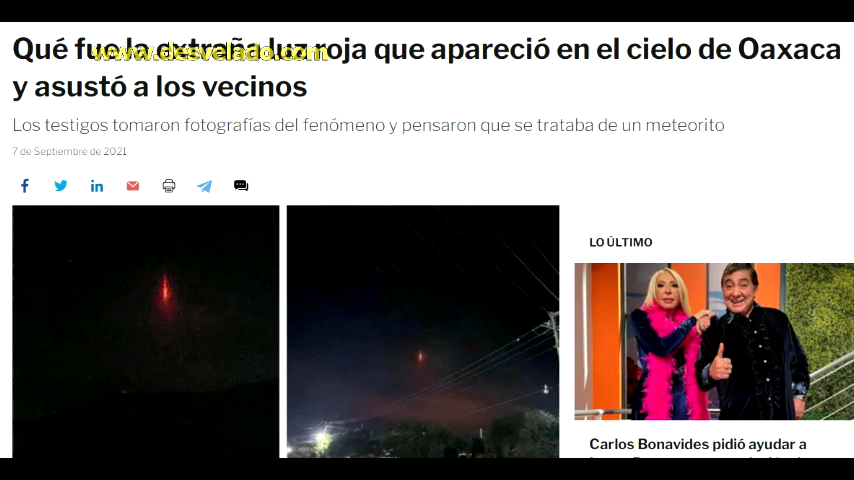 Qué fue la extraña luz roja que apareció en el cielo de Oaxaca
www.desvelado.com
y asustó a los vecinos
Los testigos tomaron fotografías del fenómeno y pensaron que se trataba de un meteorito
7 de Septiembre de 2021
LO ÚLTIMO
Carlos Bonavides pidió ayudar a